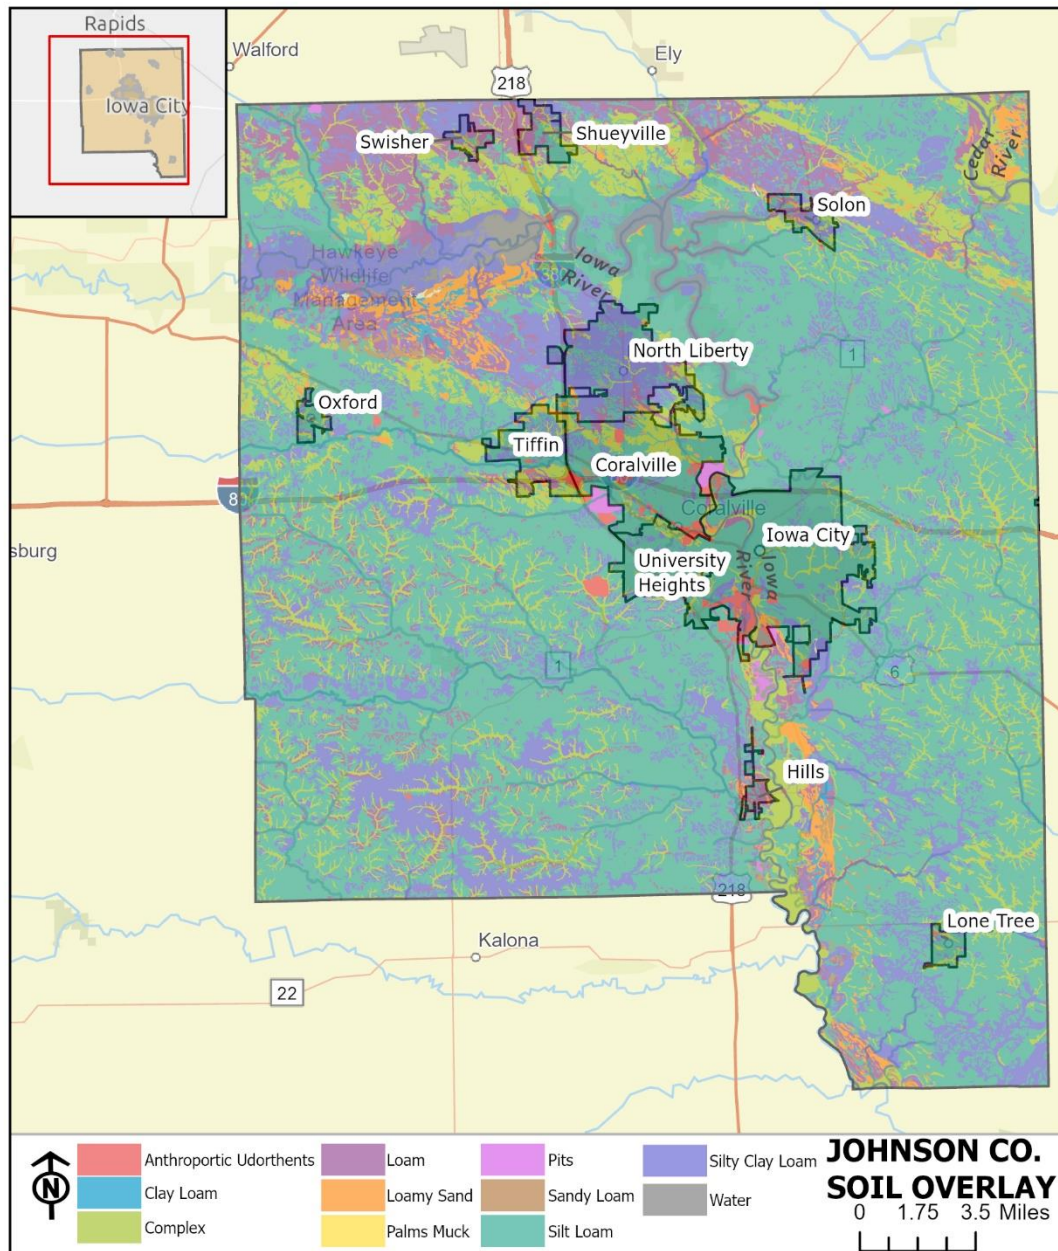 Rapids
Iowa City
Walford
Ely
218
Swisher
Shueyville
Cedar
River
Solon
Hawkeye
Wildlife
Management
Area
Iowa
River
North Liberty
1
Oxford
Tiffin
Coralville
Coralville
8
sburg
Iowa City
University
Heights
Iowa
River
1
6
Hills
218
Lone Tree
Kalona
22
N
Anthroportic Udorthents
Clay Loam
Complex
Loam
Loamy Sand
Palms Muck
Pits
Sandy Loam
Silt Loam
Silty Clay Loam
Water
JOHNSON CO.
SOIL OVERLAY
0 1.75 3.5 Miles